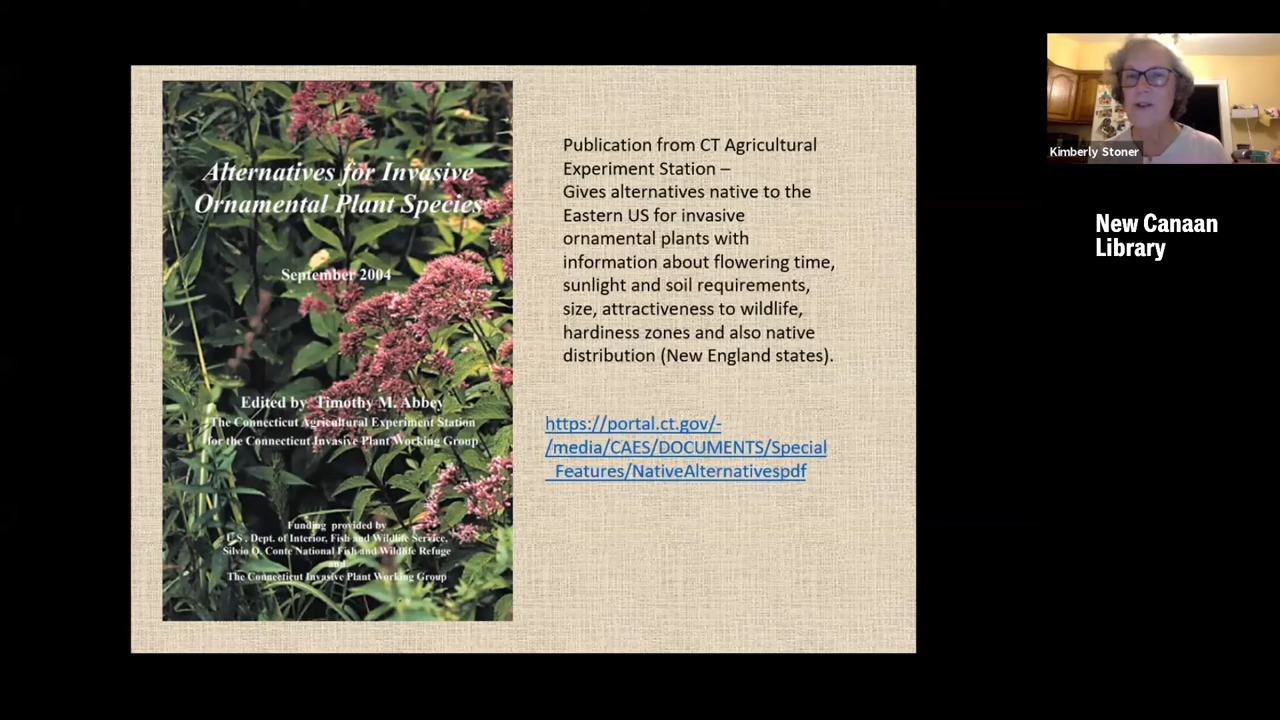 Alternatives for Invasive
Ornamental Plant Species
September 2004
Edited by Timothy M. Abbey
The Connecticut Agricultural Experiment Station
for the Connecticut Invasive Plant Working Group
Funding provided by
U.S. Dept. of Interior, Fish and Wildlife Service,
Silvio O. Conte National Fish and Wildlife Refuge
and
The Connecticut Invasive Plant Working Group
Publication from CT Agricultural
Experiment Station –
Gives alternatives native to the
Eastern US for invasive
ornamental plants with
information about flowering time,
sunlight and soil requirements,
size, attractiveness to wildlife,
hardiness zones and also native
distribution (New England states).
https://portal.ct.gov/-
/media/CAES/DOCUMENTS/Special
_Features/NativeAlternativespdf
Kimberly Stoner
New Canaan
Library